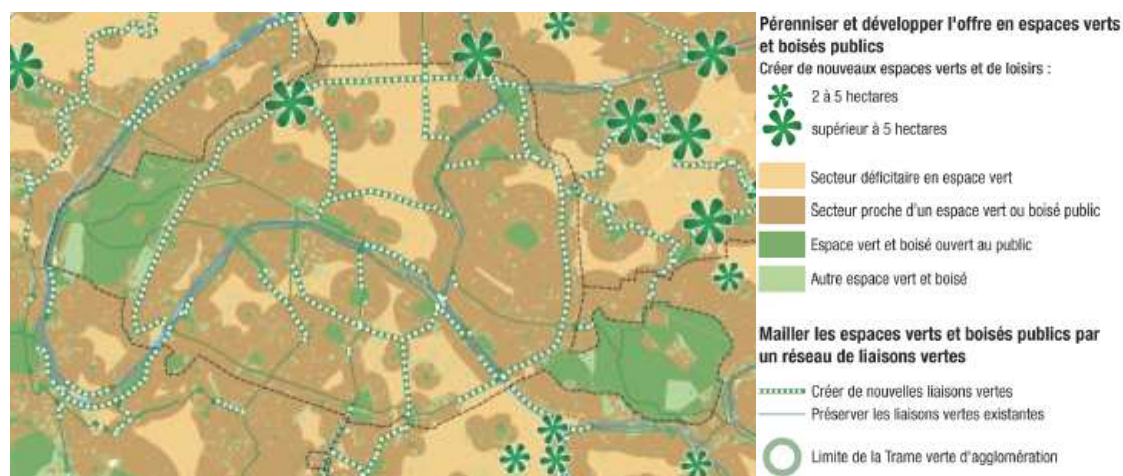 Pérenniser et développer l'offre en espaces verts
et boisés publics
Créer de nouveaux espaces verts et de loisirs :
2 à 5 hectares
supérieur à 5 hectares
Secteur déficitaire en espace vert
Secteur proche d'un espace vert ou boisé public
Espace vert et boisé ouvert au public
Autre espace vert et boisé
Mailler les espaces verts et boisés publics par
un réseau de liaisons vertes
Créer de nouvelles liaisons vertes
Préserver les liaisons vertes existantes
Limite de la Trame verte d'agglomération